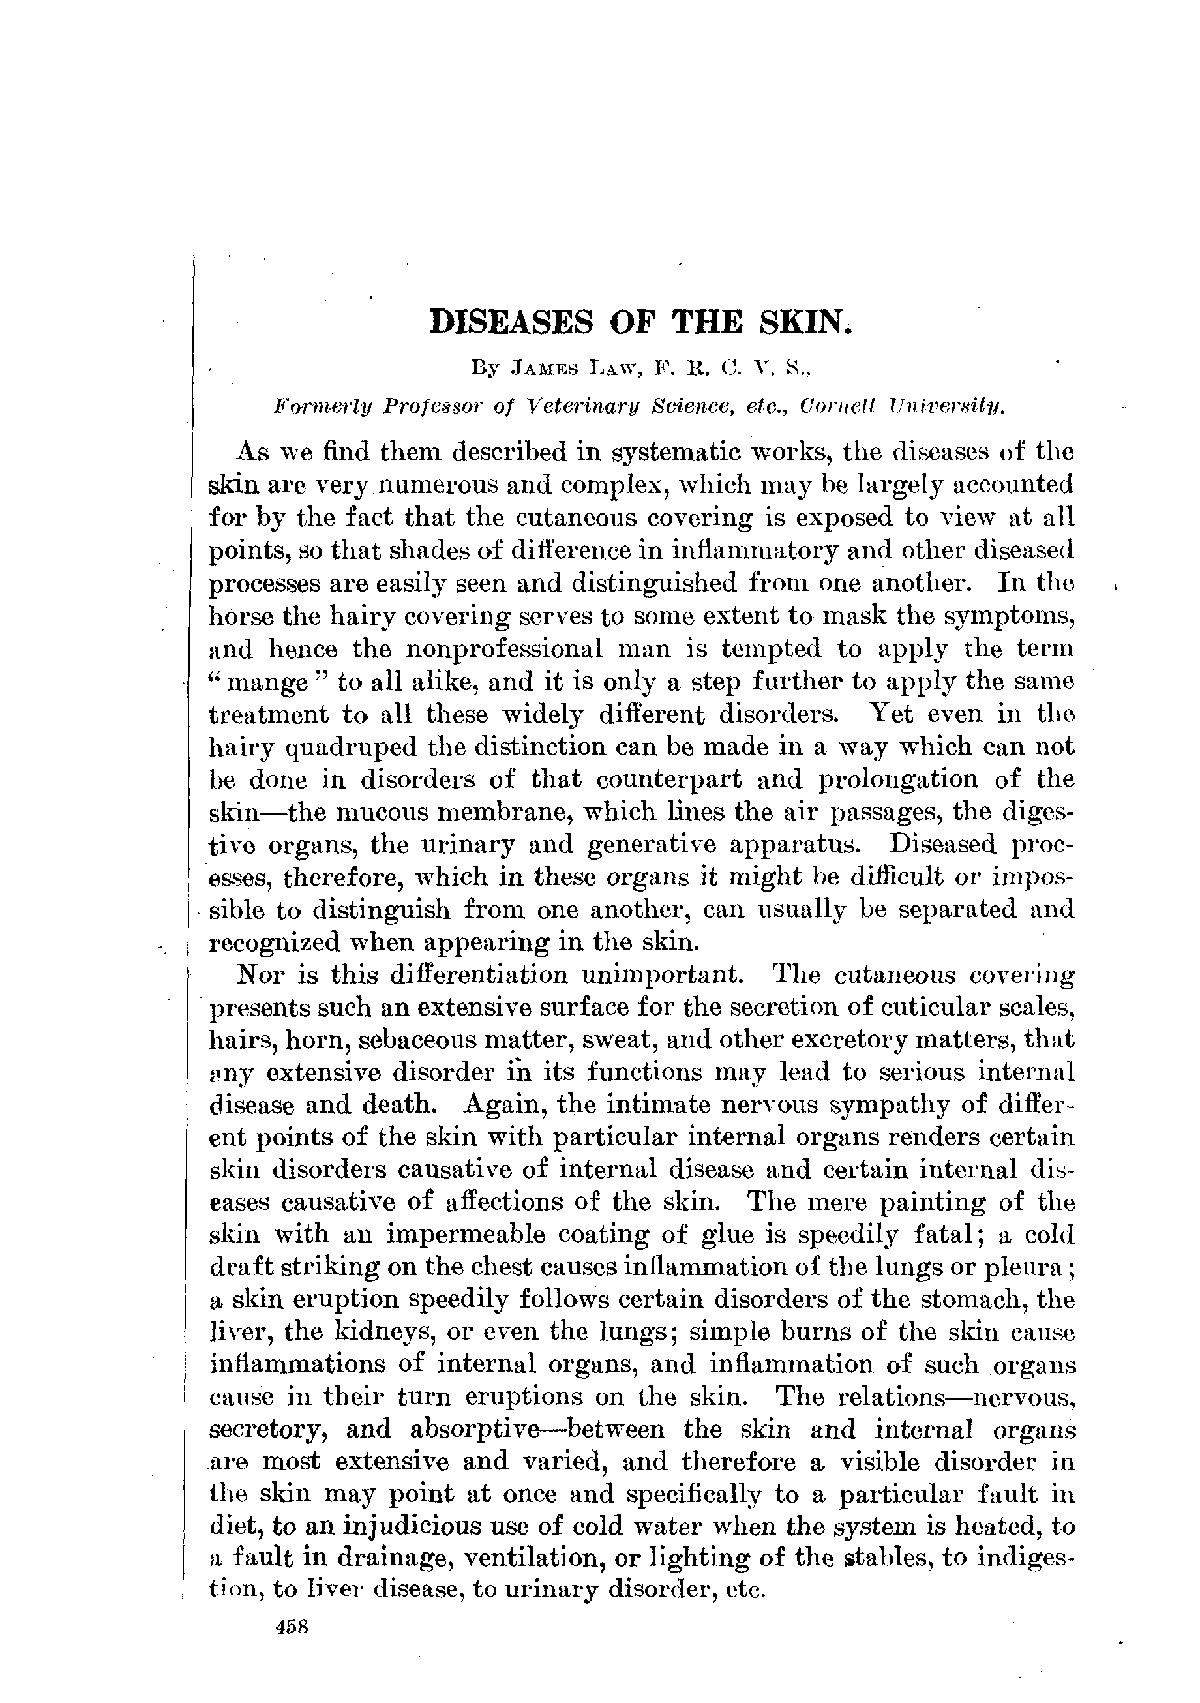 DISEASES OF THE SKIN.
By JAMES LAW, F. R. C. V. S.,
Formerly Professor of Veterinary Science, etc., Cornell University.
As we find them described in systematic works, the diseases of the
skin are very numerous and complex, which may be largely accounted
for by the fact that the cutaneous covering is exposed to view at all
points, so that shades of difference in inflammatory and other diseased
processes are easily seen and distinguished from one another. In the
horse the hairy covering serves to some extent to mask the symptoms,
and hence the nonprofessional man is tempted to apply the term
"mange" to all alike, and it is only a step further to apply the same
treatment to all these widely different disorders. Yet even in the
hairy quadruped the distinction can be made in a way which can not
be done in disorders of that counterpart and prolongation of the
skin—the mucous membrane, which lines the air passages, the diges-
tive organs, the urinary and generative apparatus. Diseased proc-
esses, therefore, which in these organs it might be difficult or impos-
sible to distinguish from one another, can usually be separated and
recognized when appearing in the skin.
Nor is this differentiation unimportant. The cutaneous covering
presents such an extensive surface for the secretion of cuticular scales,
hairs, horn, sebaceous matter, sweat, and other excretory matters, that
any extensive disorder in its functions may lead to serious internal
disease and death. Again, the intimate nervous sympathy of differ-
ent points of the skin with particular internal organs renders certain
skin disorders causative of internal disease and certain internal dis-
eases causative of affections of the skin. The mere painting of the
skin with an impermeable coating of glue is speedily fatal; a cold
draft striking on the chest causes inflammation of the lungs or pleura;
a skin eruption speedily follows certain disorders of the stomach, the
liver, the kidneys, or even the lungs; simple burns of the skin cause
inflammations of internal organs, and inflammation of such organs
cause in their turn eruptions on the skin. The relations—nervous,
secretory, and absorptive—between the skin and internal organs
are most extensive and varied, and therefore a visible disorder in
the skin may point at once and specifically to a particular fault in
diet, to an injudicious use of cold water when the system is heated, to
a fault in drainage, ventilation, or lighting of the stables, to indiges-
tion, to liver disease, to urinary disorder, etc.
458